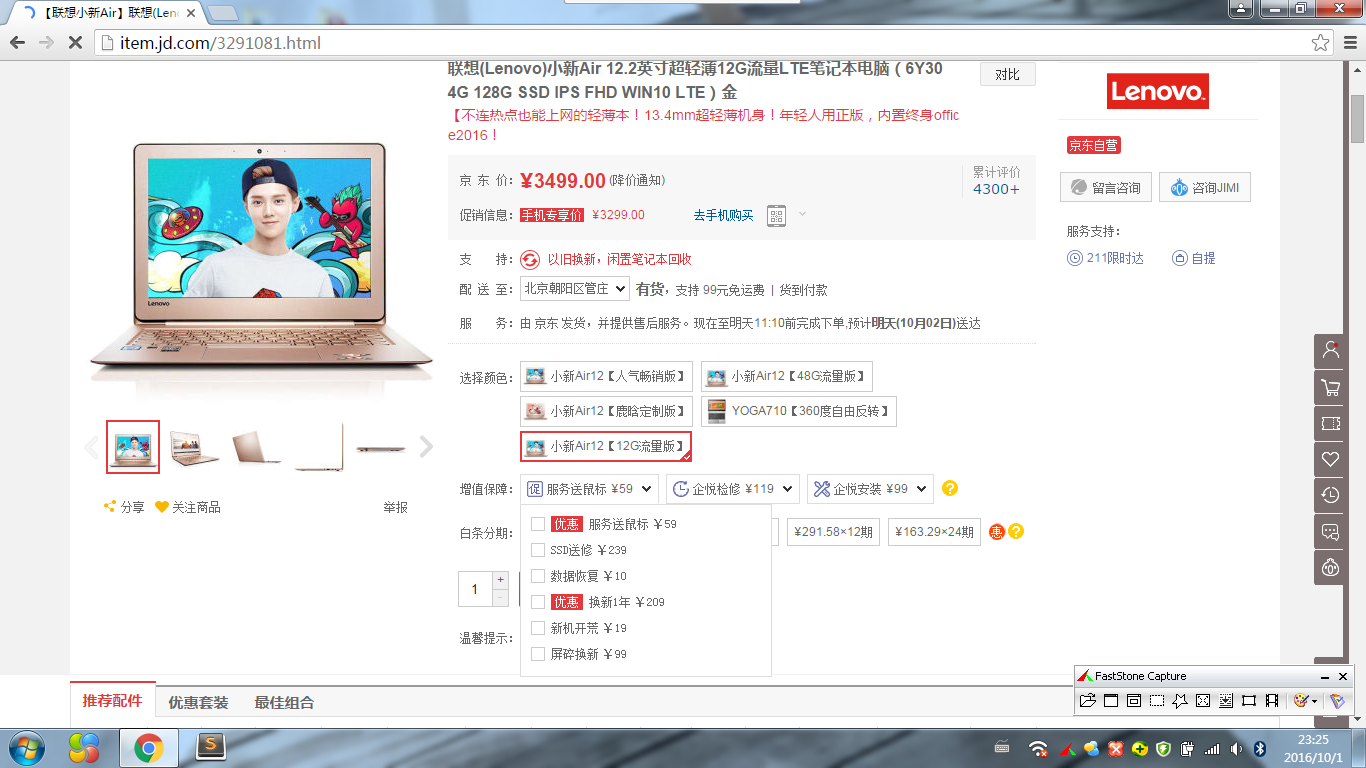 【联想小新Air】联想(Len
item.jd.com/3291081.html
联想(Lenovo)小新Air 12.2英寸超轻薄12G流量LTE笔记本电脑（6Y30
4G 128G SSD IPS FHD WIN10 LTE）金
【不连热点也能上网的轻薄本！13.4mm超轻薄机身！年轻人用正版，内置终身offic
e2016！
对比
Lenovo.
京东自营
留言咨询
咨询JIMI
服务支持：
211限时达
自提
京 东 价：
¥3499.00
(降价通知)
累计评价
4300+
促销信息：
手机专享价
¥3299.00
去手机购买
支 持：
以旧换新，闲置笔记本回收
配 送 至：
北京朝阳区管庄
有货，支持 99元免运费 | 货到付款
服 务：
由 京东 发货，并提供售后服务。现在至明天11:10前完成下单,预计明天(10月02日)送达
Lenovo
选择颜色：
小新Air12【人气畅销版】
小新Air12【48G流量版】
小新Air12【鹿晗定制版】
YOGA710【360度自由反转】
小新Air12【12G流量版】
分享
关注商品
举报
增值保障：
促
服务送鼠标 ¥59
企悦检修 ¥119
企悦安装 ¥99
?
优惠 服务送鼠标 ¥59
SSD送修 ¥239
数据恢复 ¥10
优惠 换新1年 ¥209
新机开荒 ¥19
屏碎换新 ¥99
白条分期：
¥291.58×12期
¥163.29×24期
惠
?
1
+
-
温馨提示：
推荐配件
优惠套装
最佳组合
FastStone Capture
23:25
2016/10/1